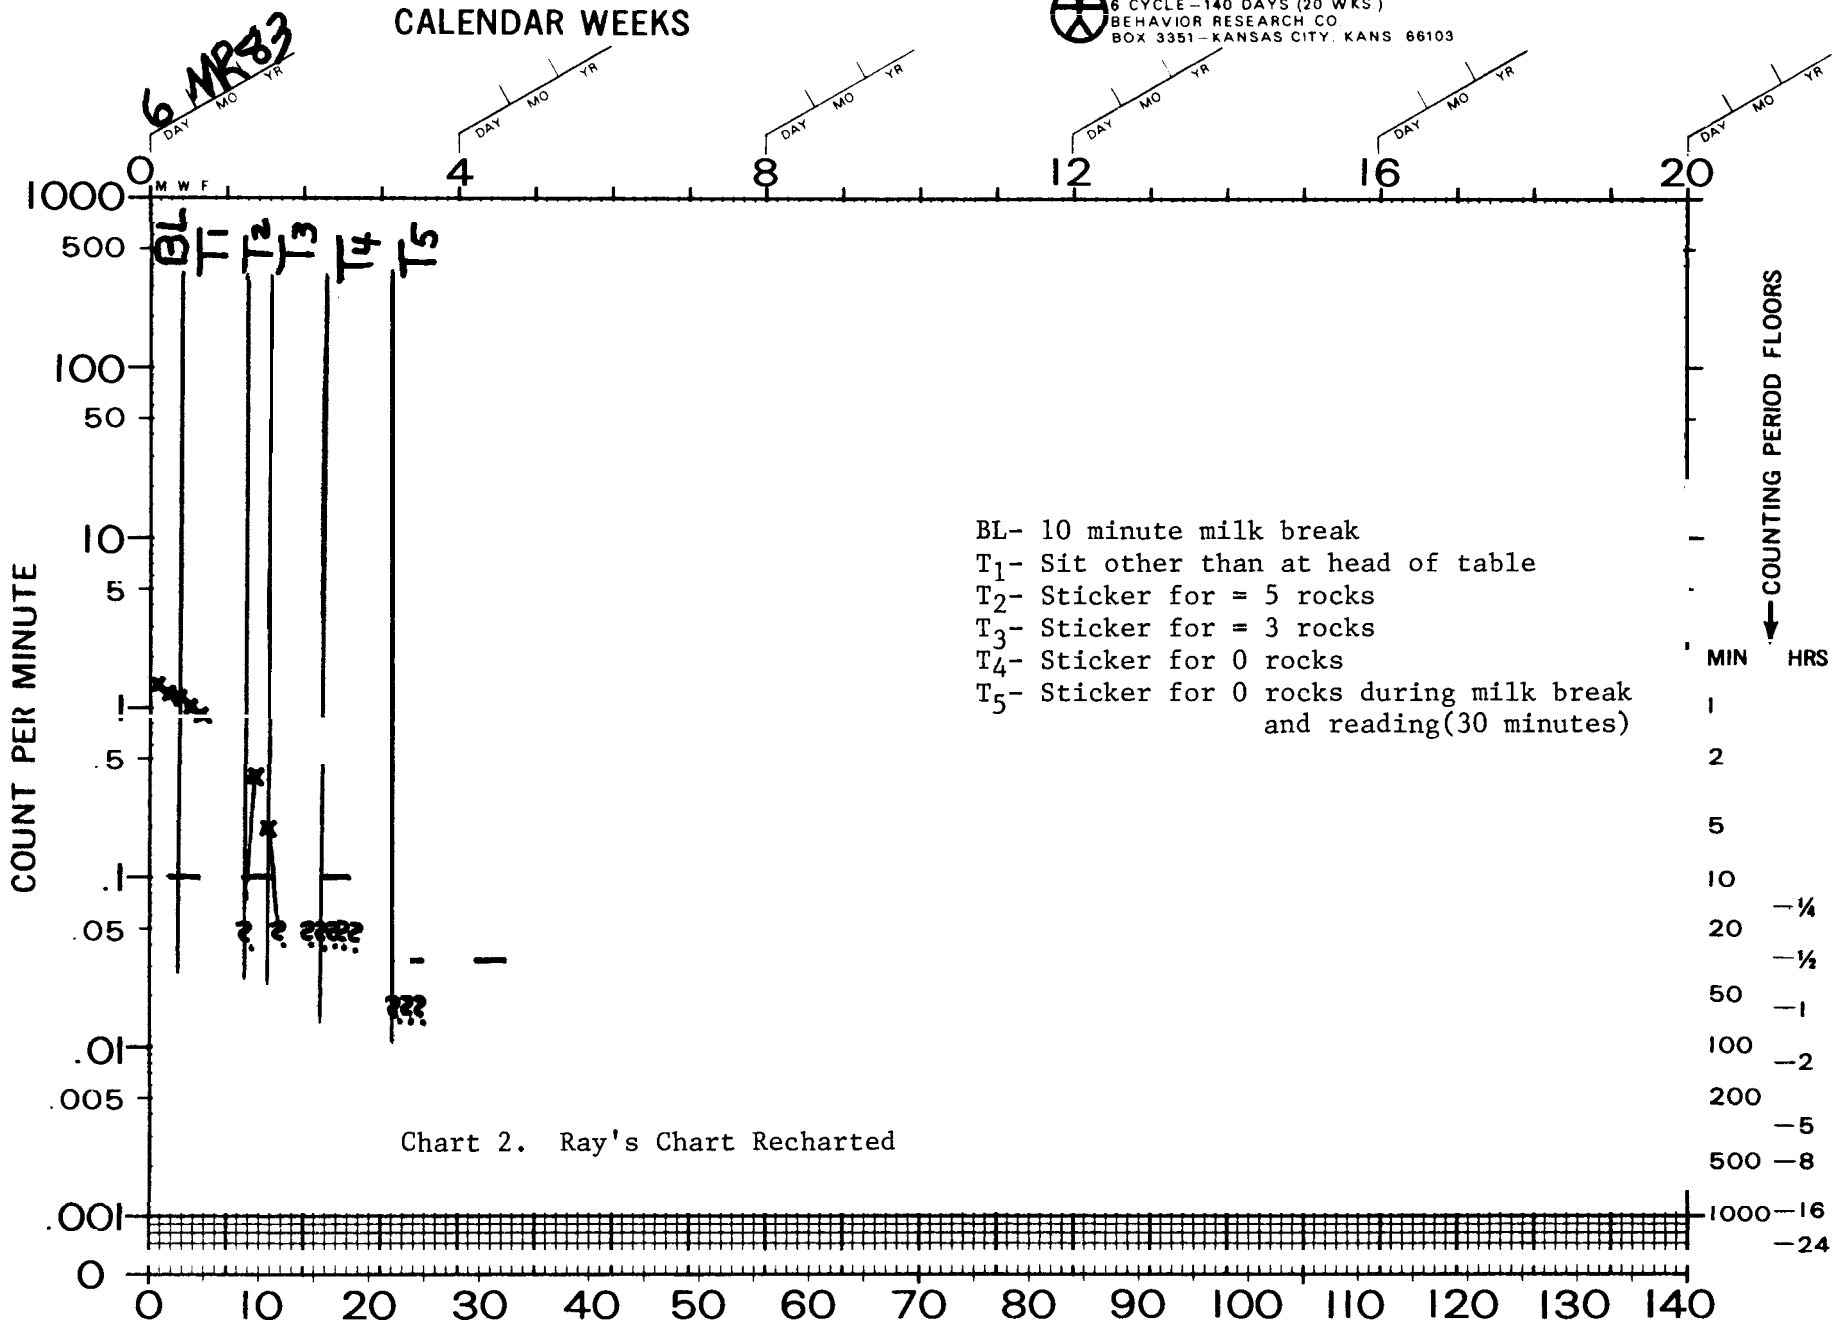 CALENDAR WEEKS
6 CYCLE-140 DAYS (20 WKS.)
BEHAVIOR RESEARCH CO.
BOX 3351-KANSAS CITY, KANS 66103
6 MR 83
DAY MO YR
DAY MO YR
DAY MO YR
DAY MO YR
DAY MO YR
DAY MO YR
0 4 8 12 16 20
M W F
BL T1 T2 T3 T4 T5
1000
500
100
50
10
5
1
.5
.1
.05
.01
.005
.001
0
COUNT PER MINUTE
BL- 10 minute milk break
T1- Sit other than at head of table
T2- Sticker for = 5 rocks
T3- Sticker for = 3 rocks
T4- Sticker for 0 rocks
T5- Sticker for 0 rocks during milk break
and reading(30 minutes)
COUNTING PERIOD FLOORS
MIN HRS
1
2
5
10
-1/4
20
-1/2
50
-1
100
-2
200
-5
500 -8
1000-16
-24
Chart 2. Ray's Chart Recharted
0 10 20 30 40 50 60 70 80 90 100 110 120 130 140